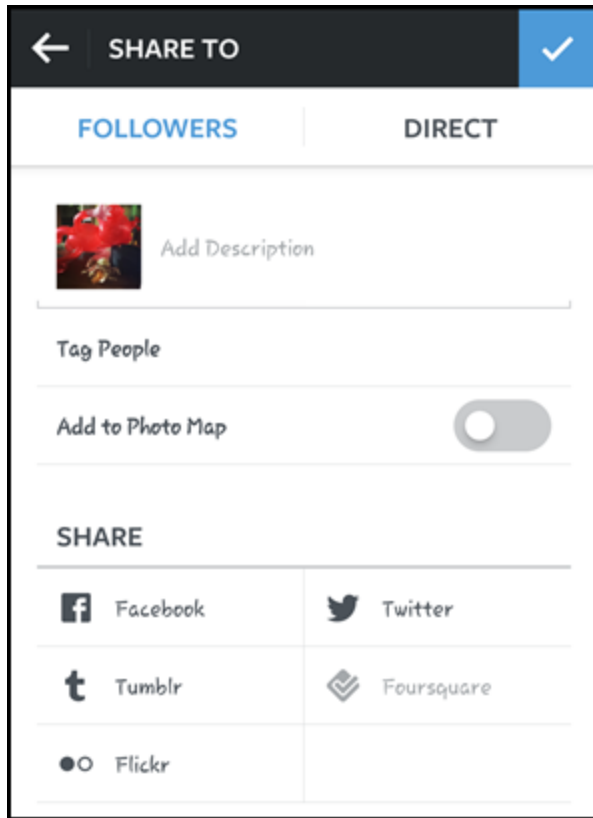 SHARE TO
FOLLOWERS DIRECT
Add Description
Tag People
Add to Photo Map
SHARE
Facebook Twitter
Tumblr Foursquare
Flickr